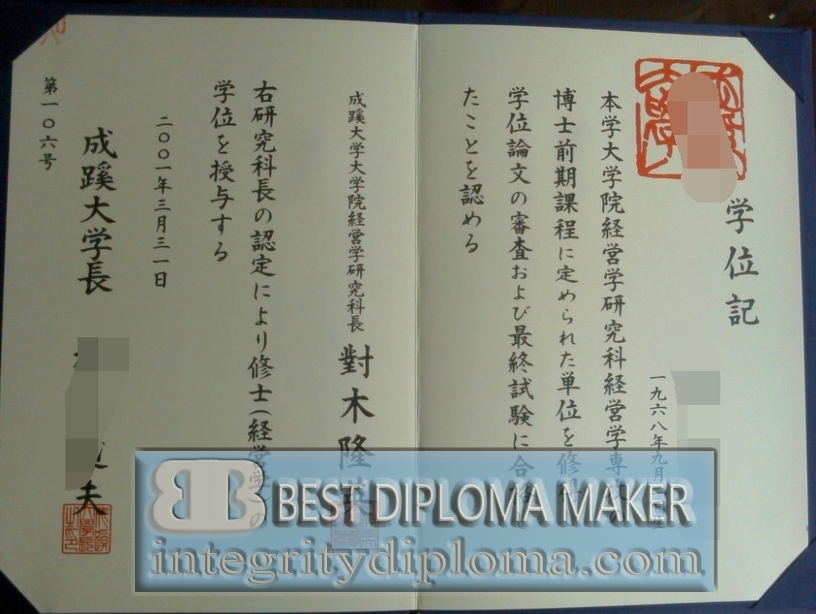 学位記
一九六八年九月
本学大学院経営学研究科経営学専攻
博士前期課程に定められた単位を修得
学位論文の審査および最終試験に合格
たことを認める
成蹊大学大学院経営学研究科長 對木隆
右研究科長の認定により修士(経営学)の
学位を授与する
二〇〇一年三月三一日
成蹊大学長 夫
第一〇六号
BEST DIPLOMA MAKER
integritydiploma.com